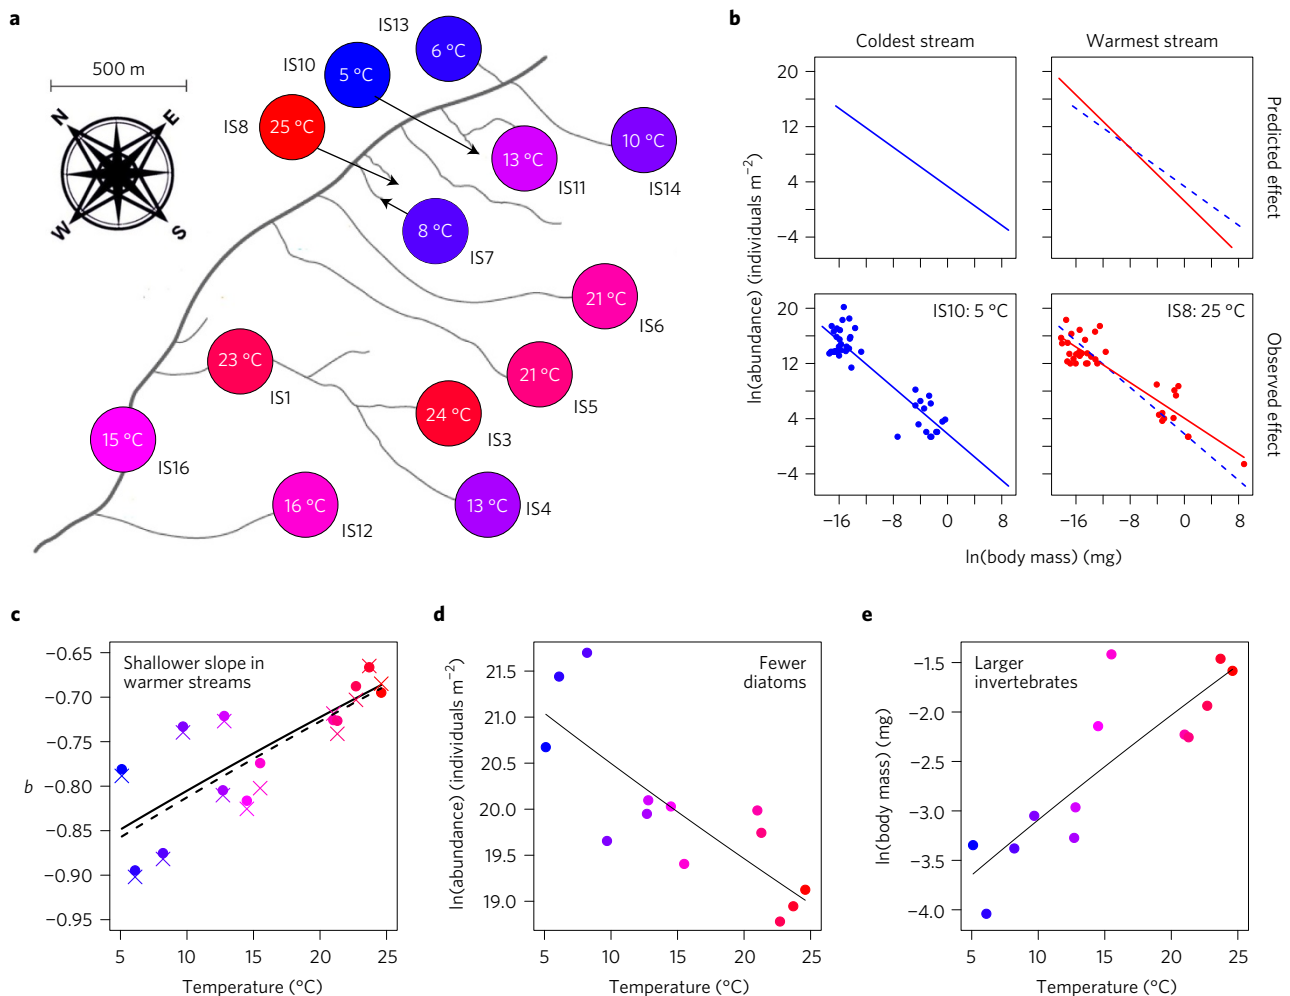 a
500 m
N
E
W
S
IS13
6 °C
IS10
5 °C
IS8
25 °C
10 °C
IS14
13 °C
IS11
8 °C
IS7
21 °C
IS6
23 °C
IS1
21 °C
IS5
24 °C
IS3
15 °C
IS16
16 °C
IS12
13 °C
IS4
b
Coldest stream
Warmest stream
20
12
4
−4
Predicted effect
ln(abundance) (individuals m−2)
IS10: 5 °C
IS8: 25 °C
20
12
4
−4
Observed effect
−16
−8
0
8
−16
−8
0
8
ln(body mass) (mg)
c
Shallower slope in
warmer streams
−0.65
−0.70
−0.75
−0.80
−0.85
−0.90
−0.95
b
5
10
15
20
25
Temperature (°C)
d
Fewer
diatoms
21.5
21.0
20.5
20.0
19.5
19.0
ln(abundance) (individuals m−2)
5
10
15
20
25
Temperature (°C)
e
Larger
invertebrates
−1.5
−2.0
−2.5
−3.0
−3.5
−4.0
ln(body mass) (mg)
5
10
15
20
25
Temperature (°C)